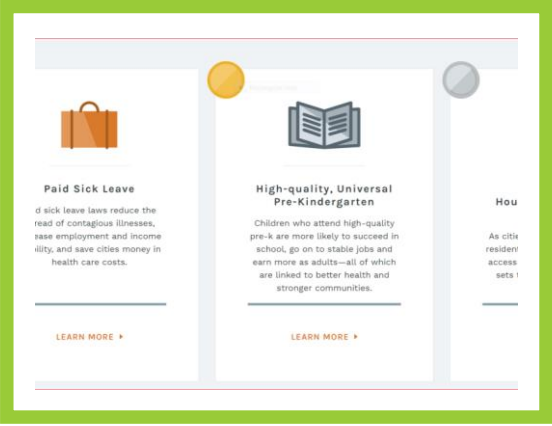 Paid Sick Leave
d sick leave laws reduce the
read of contagious illnesses,
ease employment and income
ility, and save cities money in
health care costs.
LEARN MORE
High-quality, Universal
Pre-Kindergarten
Children who attend high-quality
pre-k are more likely to succeed in
school, go on to stable jobs and
earn more as adults—all of which
are linked to better health and
stronger communities.
LEARN MORE
Hou
As citie
resident
access
sets